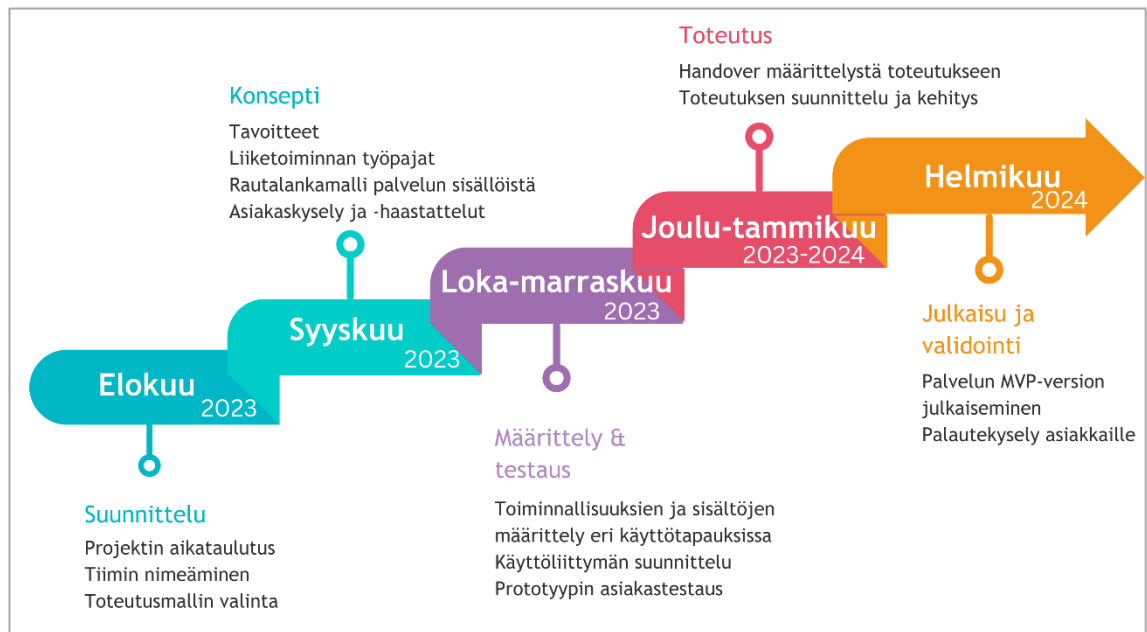 Elokuu
2023
Suunnittelu
Projektin aikataulutus
Tiimin nimeäminen
Toteutusmallin valinta
Konsepti
Tavoitteet
Liiketoiminnan työpajat
Rautalankamalli palvelun sisällöistä
Asiakaskysely ja -haastattelut
Syyskuu
2023
Loka-marraskuu
2023
Määrittely &
testaus
Toiminnallisuuksien ja sisältöjen
määrittely eri käyttötapauksissa
Käyttöliittymän suunnittelu
Prototyypin asiakastestaus
Toteutus
Handover määrittelystä toteutukseen
Toteutuksen suunnittelu ja kehitys
Joulu-tammikuu
2023-2024
Helmikuu
2024
Julkaisu ja
validointi
Palvelun MVP-version
julkaiseminen
Palautekysely asiakkaille